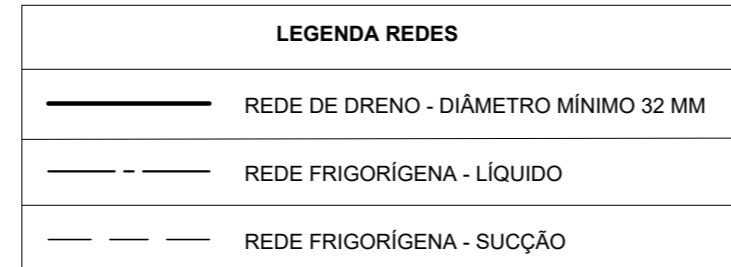 LEGENDA REDES
REDE DE DRENO - DIÂMETRO MÍNIMO 32 MM
REDE FRIGORÍGENA - LÍQUIDO
REDE FRIGORÍGENA - SUCÇÃO